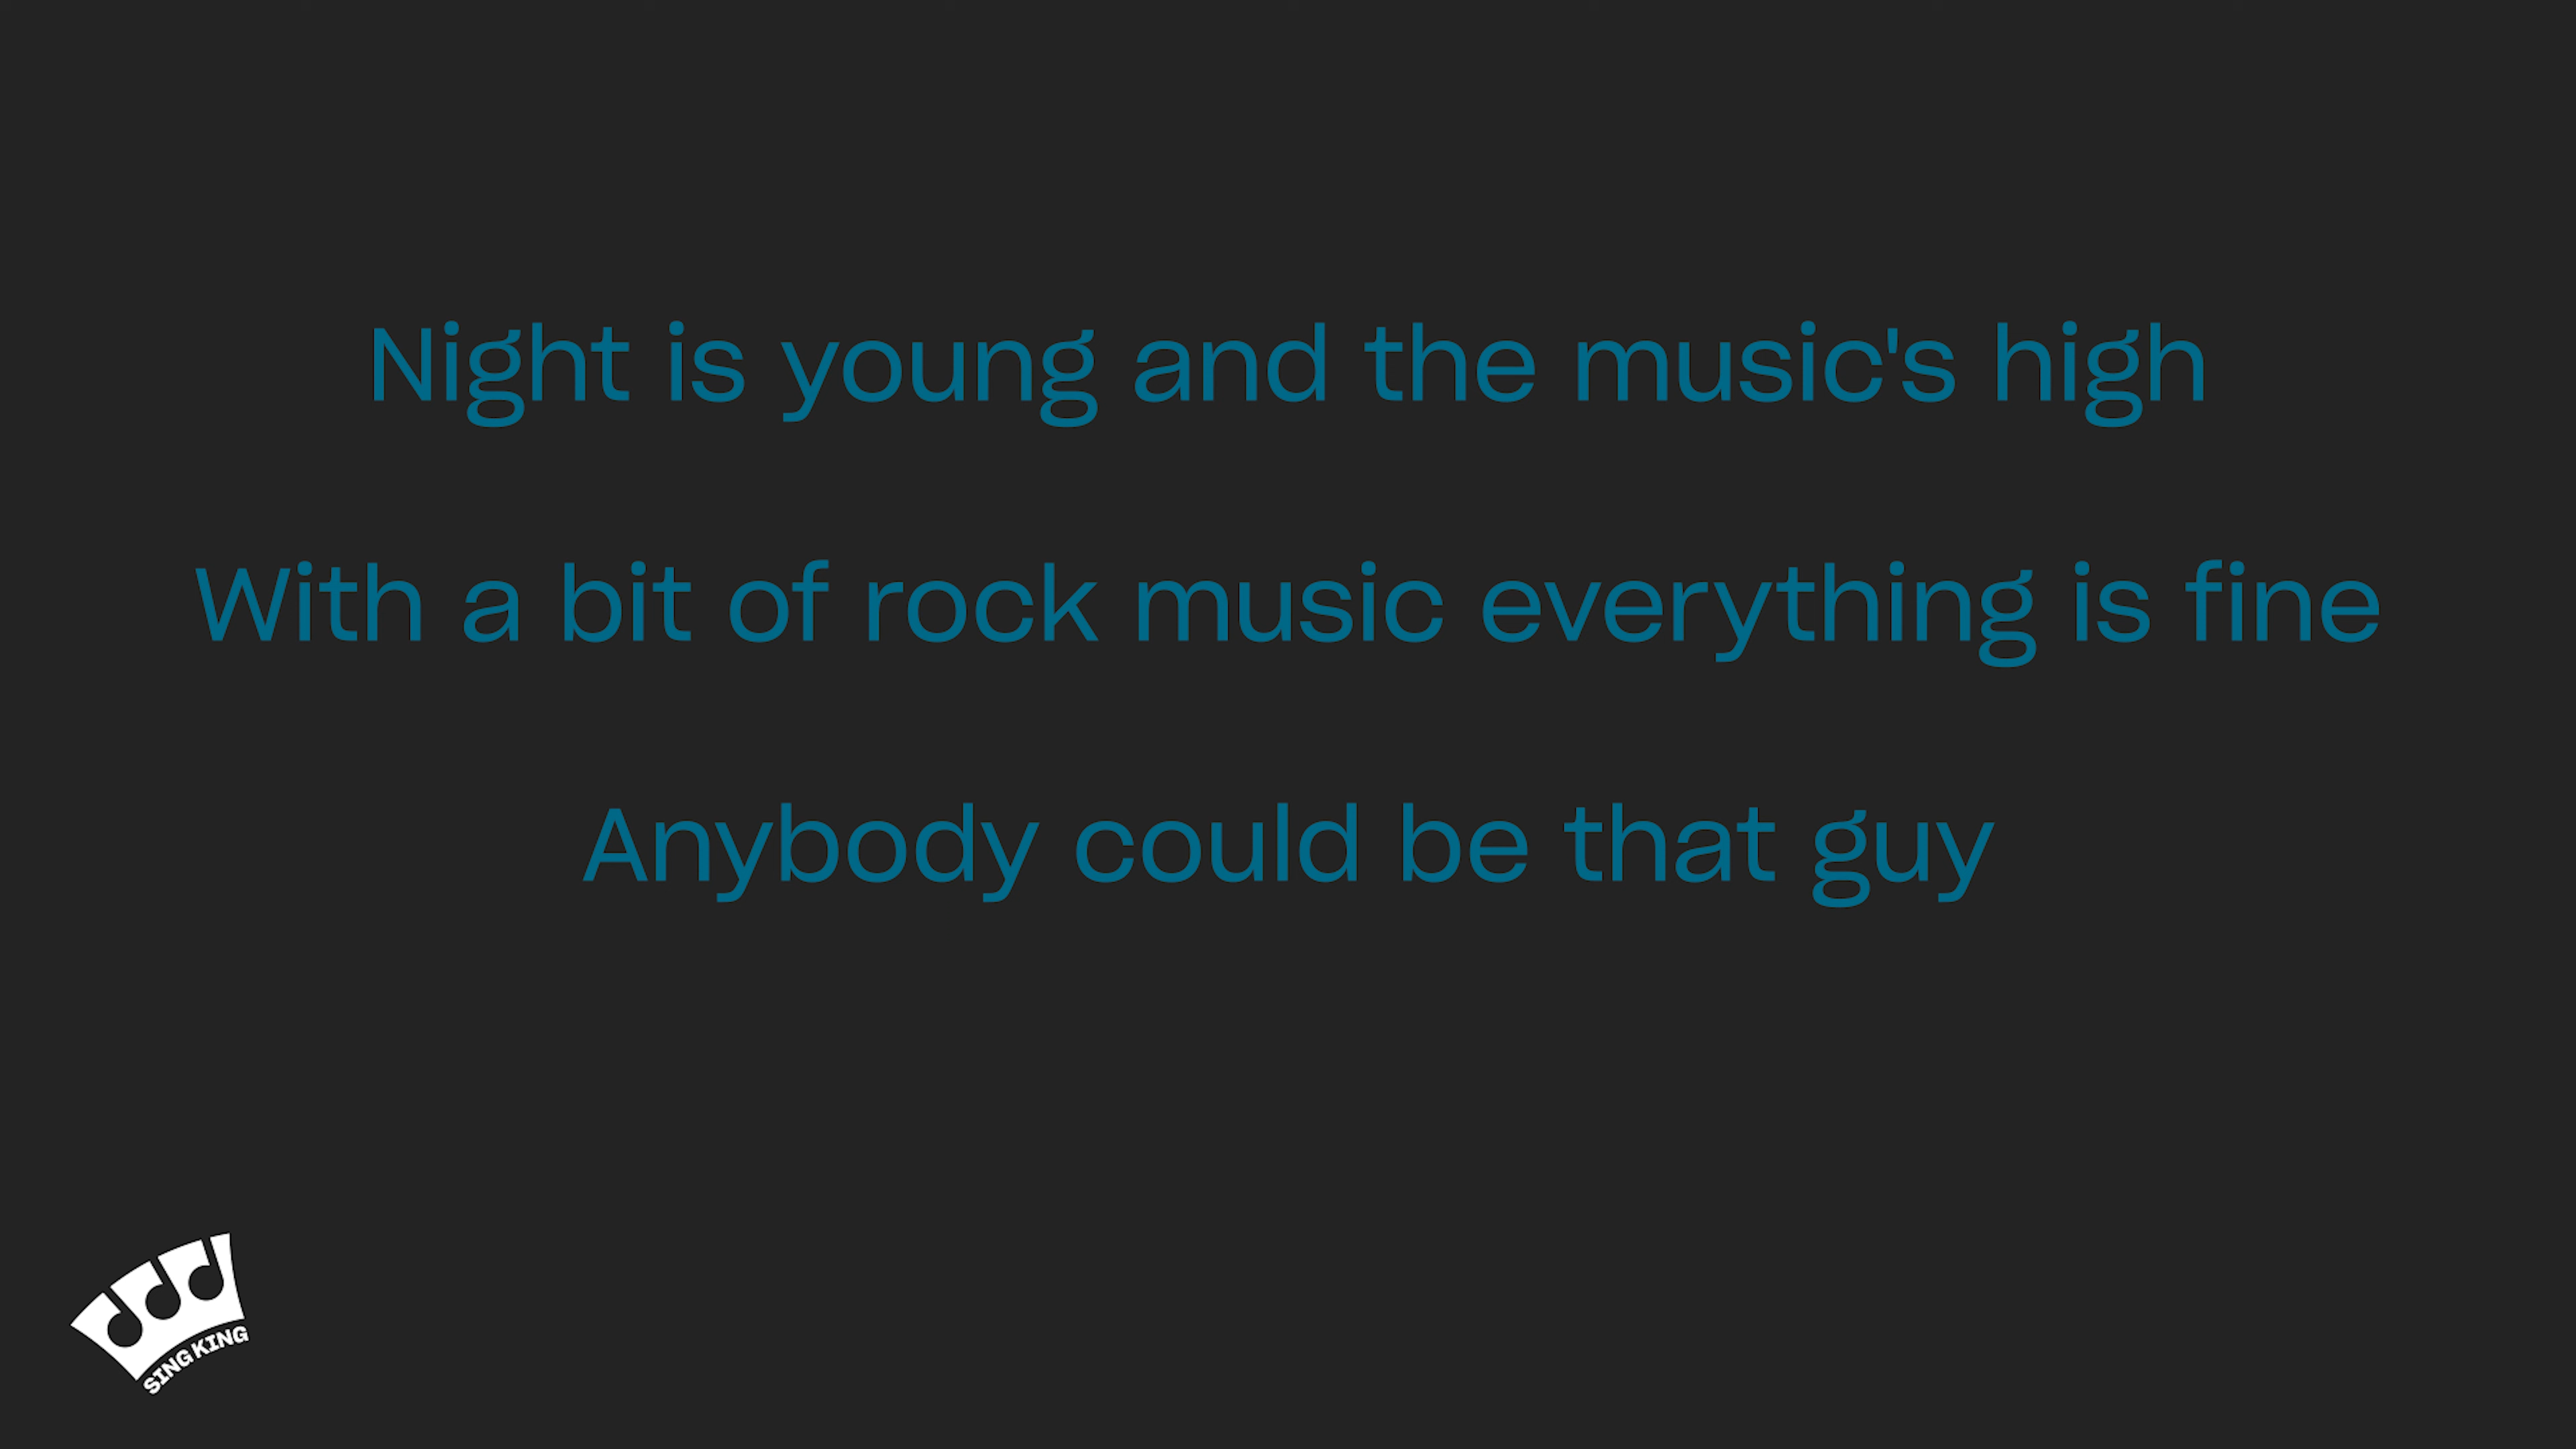 Night is young and the music's high
With a bit of rock music everything is fine
Anybody could be that guy
SING KING